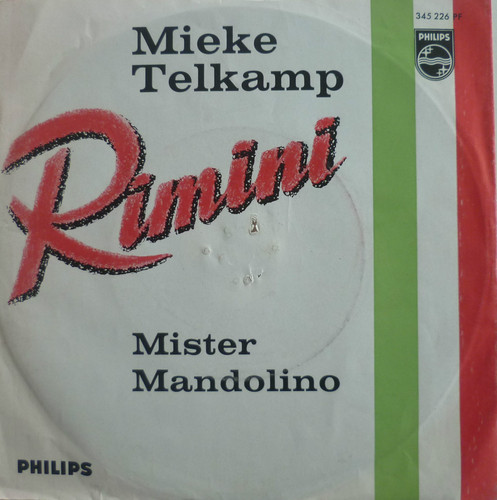 345 226 PF
PHILIPS
Mieke
Telkamp
Rimini
Mister
Mandolino
PHILIPS